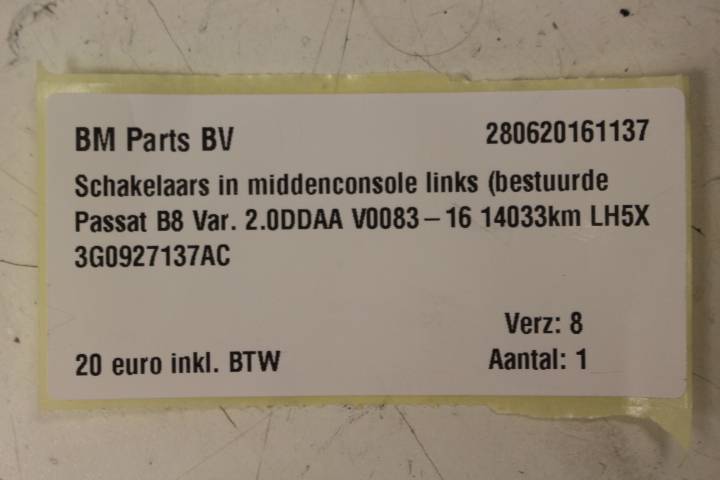 BM Parts BV 280620161137
Schakelaars in middenconsole links (bestuurde
Passat B8 Var. 2.0DDAA V0083-16 14033km LH5X
3G0927137AC
Verz: 8
20 euro inkl. BTW Aantal: 1